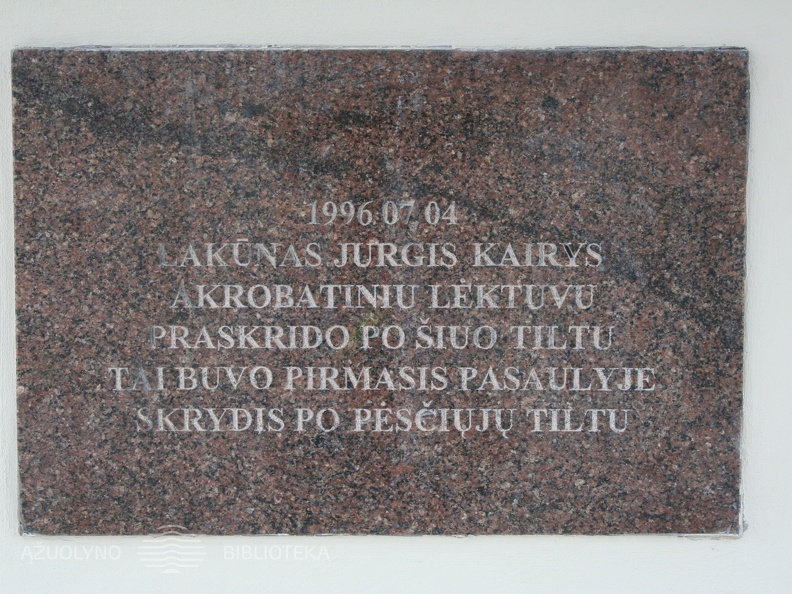 1996.07.04
LAKŪNAS JURGIS KAIRYS
AKROBATINIU LĖKTUVU
PRASKRIDO PO ŠIUO TILTU
TAI BUVO PIRMASIS PASAULYJE
SKRYDIS PO PĖSČIŲJŲ TILTU
AŽUOLYNO BIBLIOTEKA